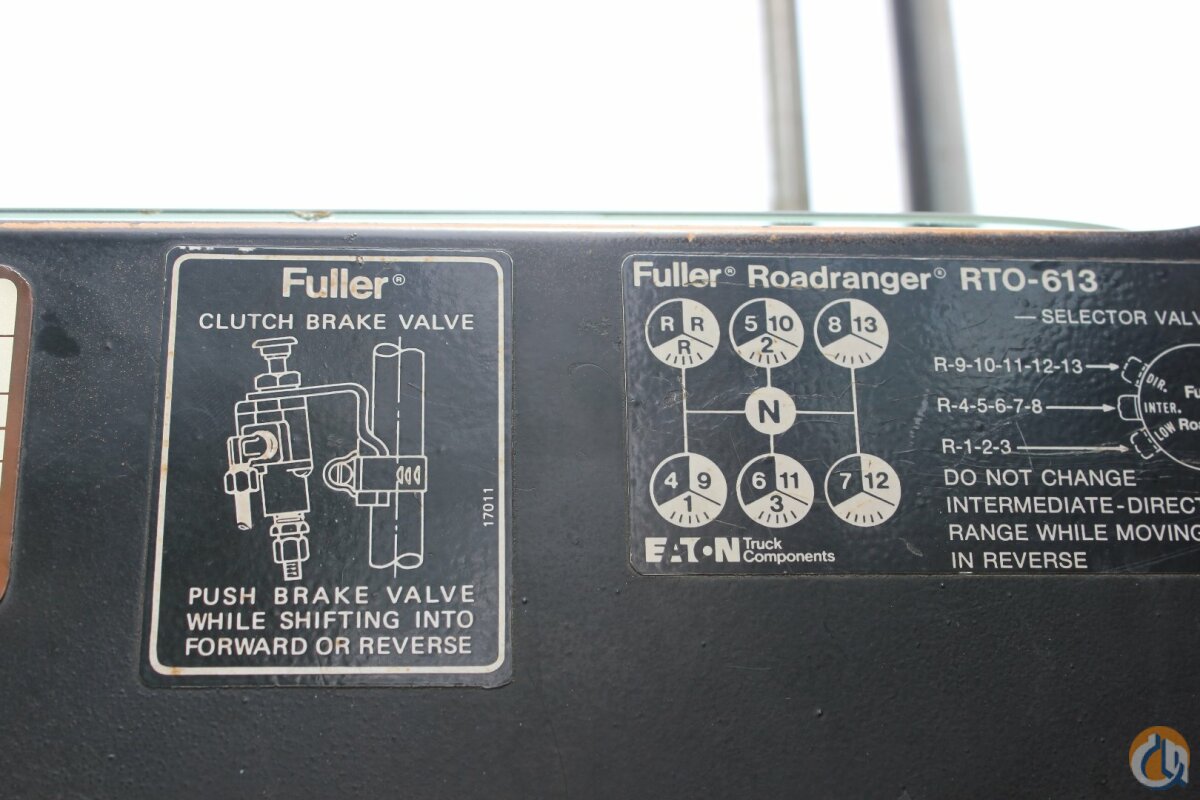 Fuller®
CLUTCH BRAKE VALVE
17011
PUSH BRAKE VALVE
WHILE SHIFTING INTO
FORWARD OR REVERSE
Fuller® Roadranger® RTO-613
R R R
5 10 2
8 13
N
4 9 1
6 11 3
7 12
EATON Truck
Components
— SELECTOR
R-9-10-11-12-13
R-4-5-6-7-8
R-1-2-3
DIR.
INTER.
LOW
DO NOT CHANGE
INTERMEDIATE-DIRECT
RANGE WHILE MOVING
IN REVERSE